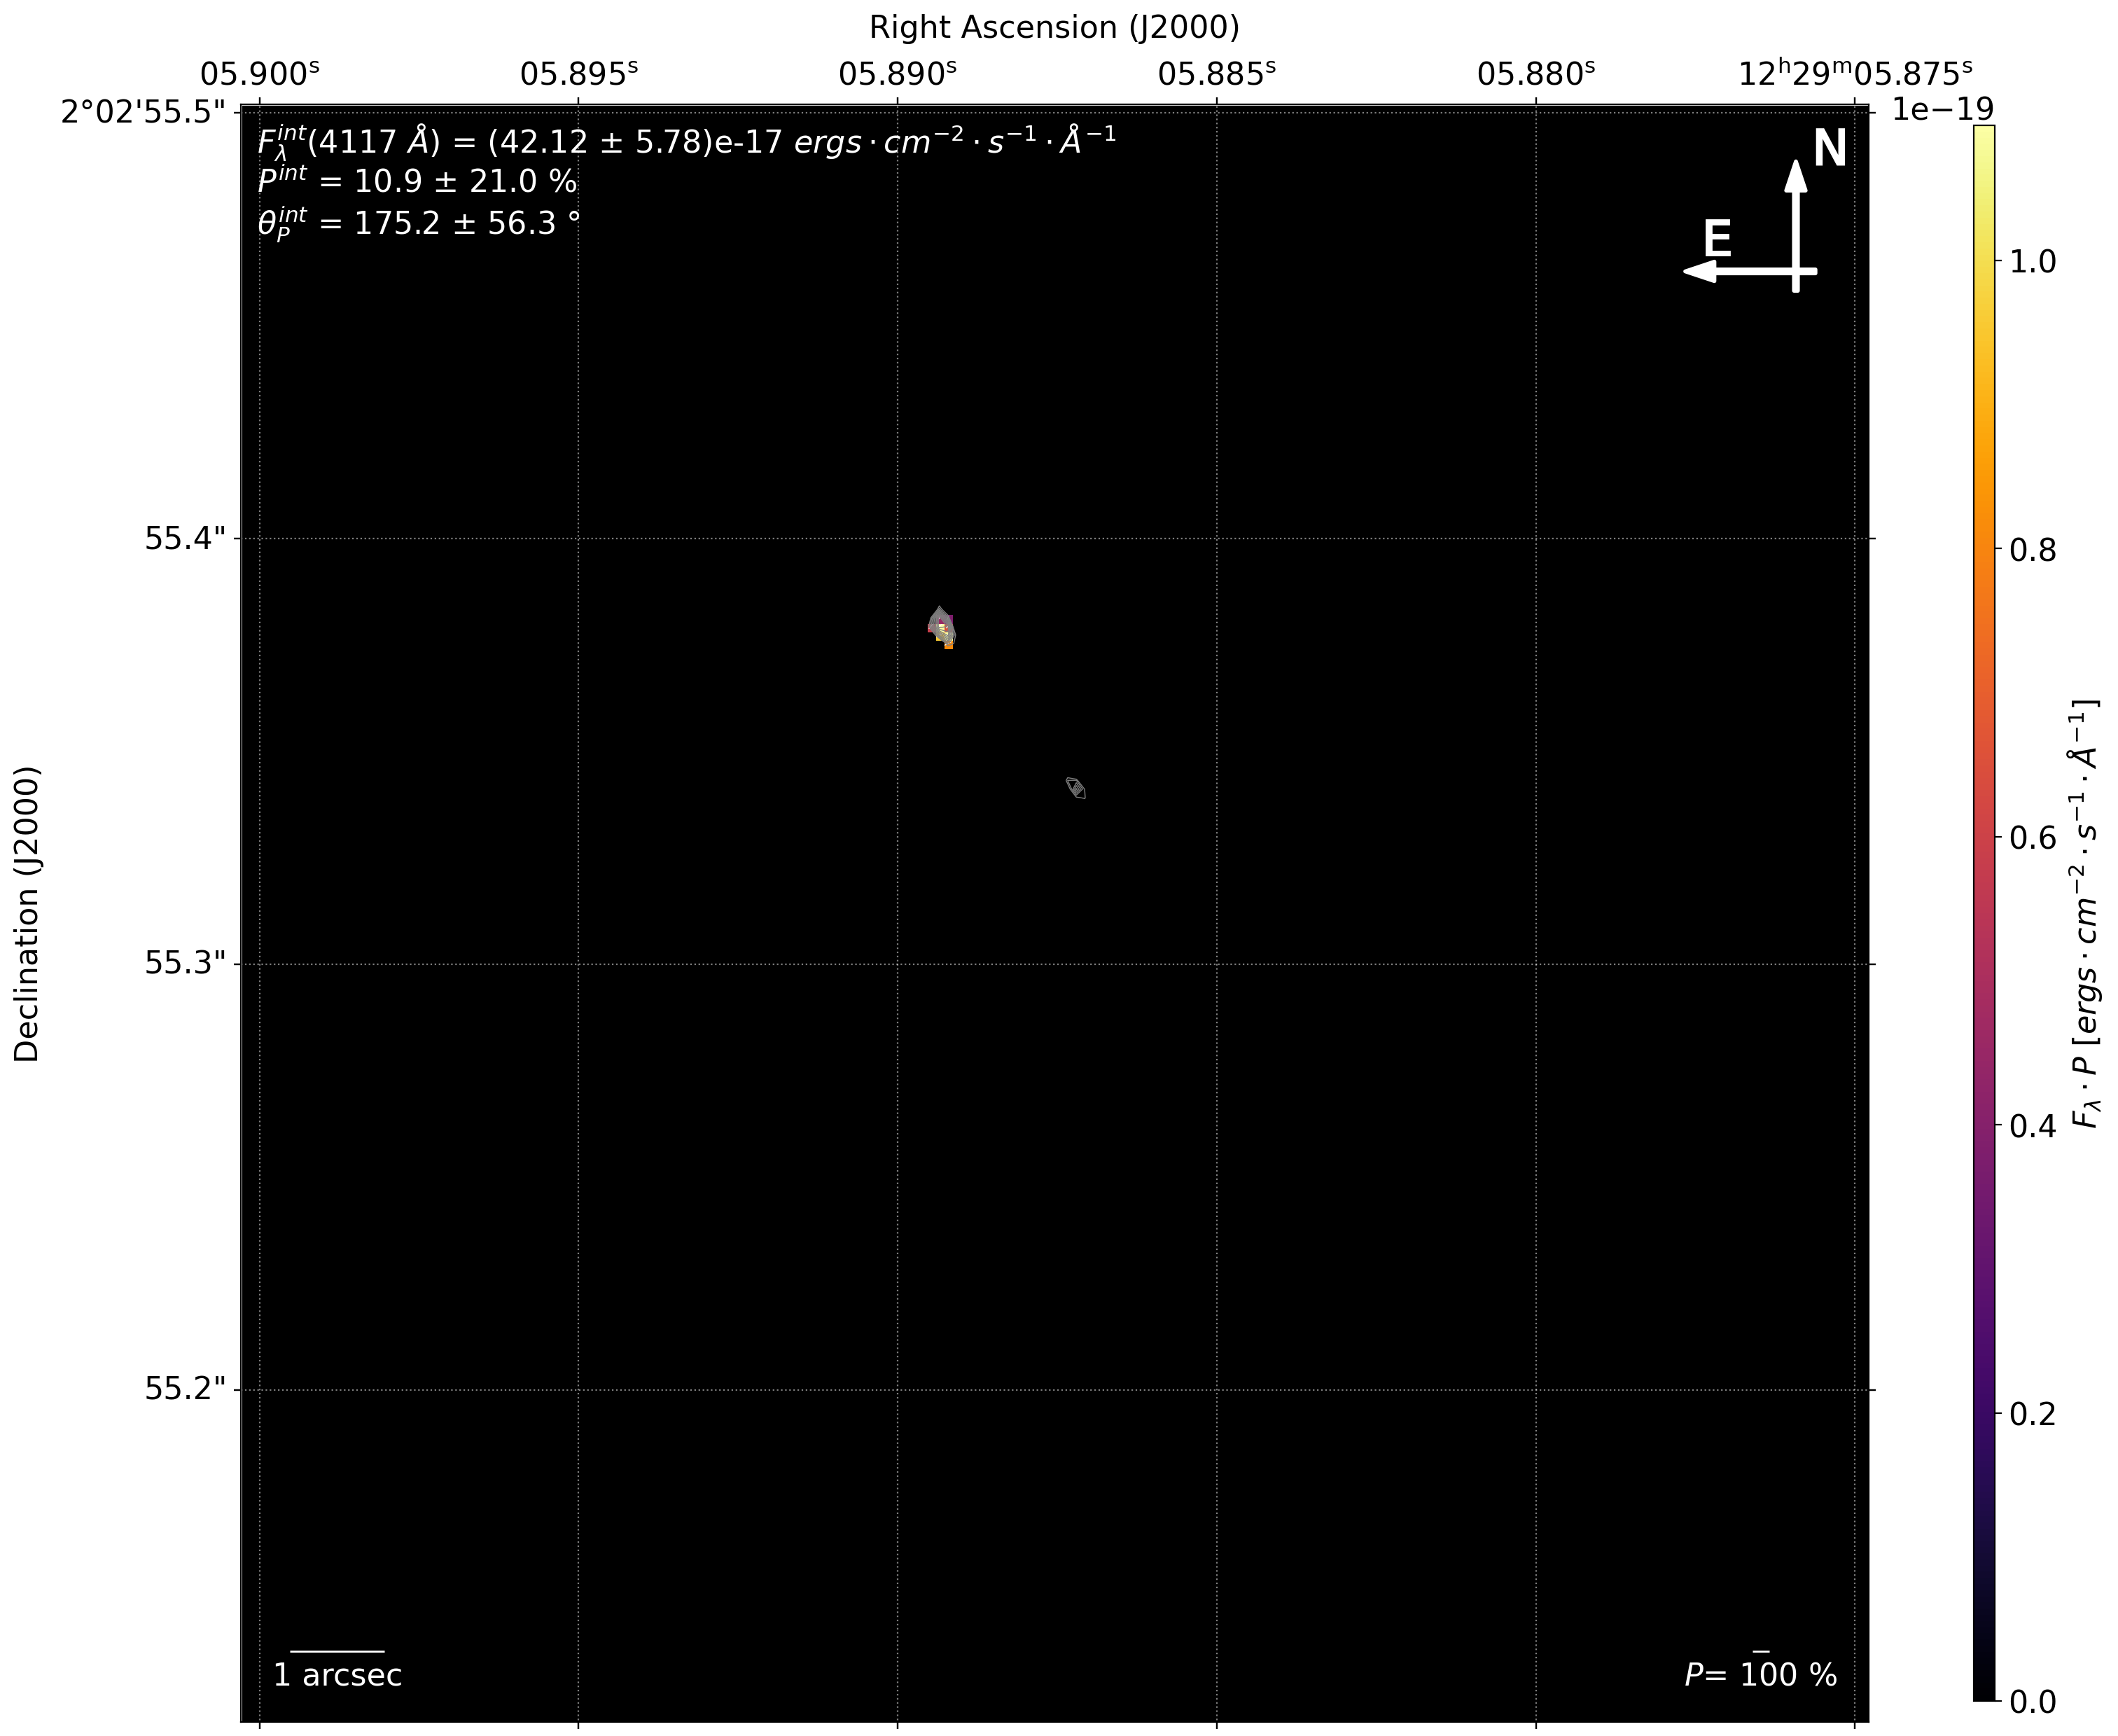 Right Ascension (J2000)
05.900ˢ 05.895ˢ 05.890ˢ 05.885ˢ 05.880ˢ 12ʰ29ᵐ05.875ˢ
2°02'55.5"
55.4"
55.3"
55.2"
Declination (J2000)
F_λ^int(4117 Å) = (42.12 ± 5.78)e-17 ergs · cm⁻² · s⁻¹ · Å⁻¹
P^int = 10.9 ± 21.0 %
θ_P^int = 175.2 ± 56.3 °
N
E
1 arcsec
P= 100 %
1e−19
1.0
0.8
0.6
0.4
0.2
0.0
F_λ · P [ergs · cm⁻² · s⁻¹ · Å⁻¹]